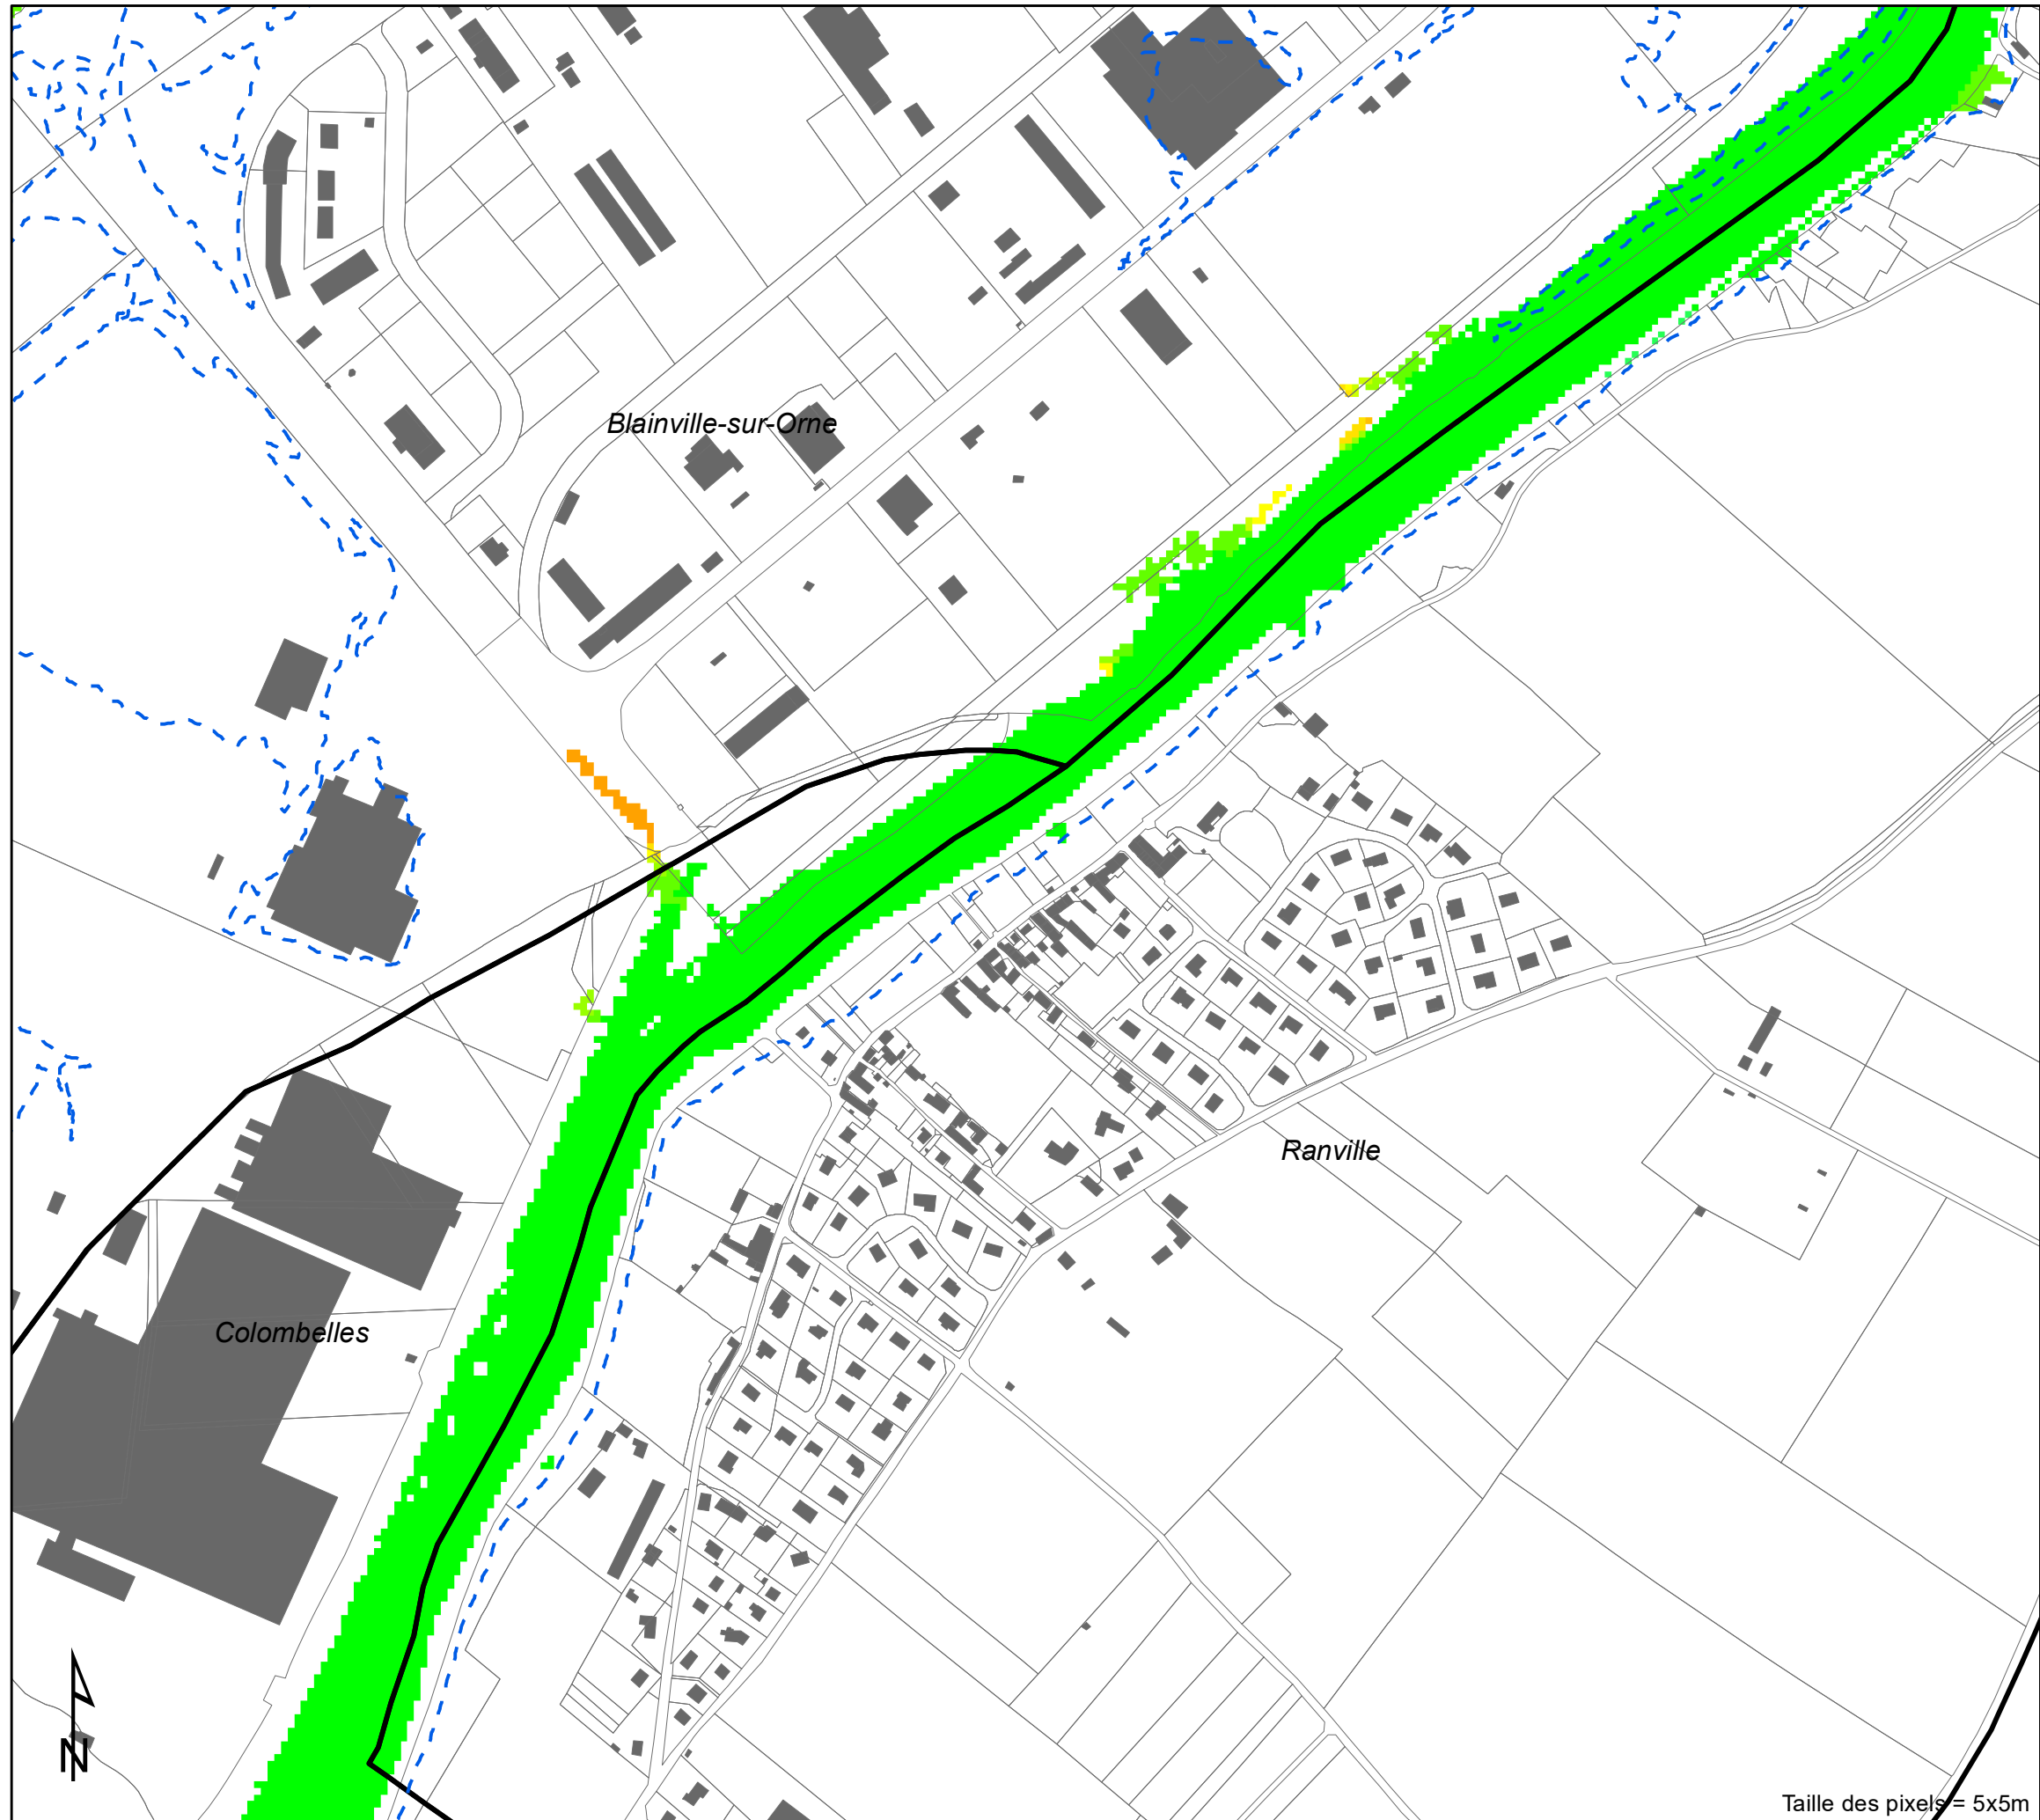 Blainville-sur-Orne
Ranville
Colombelles
N
Taille des pixels = 5x5m